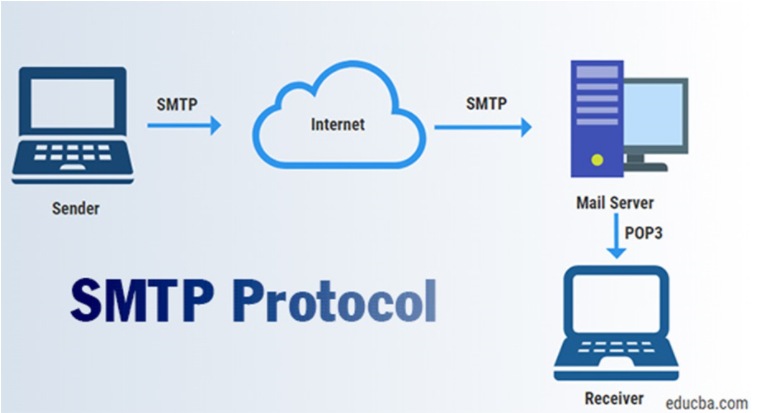 SMTP
Internet
SMTP
Sender
Mail Server
POP3
SMTP Protocol
Receiver
educba.com